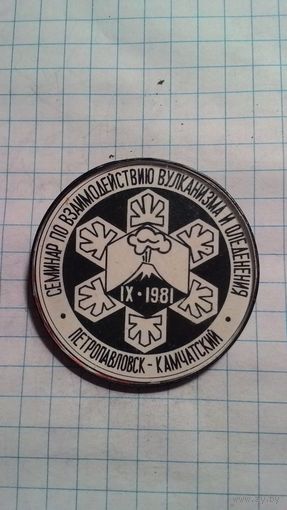 СЕМИНАР ПО ВЗАИМОДЕЙСТВИЮ ВУЛКАНИЗМА И ОЛЕДЕНЕНИЯ
IX • 1981
• ПЕТРОПАВЛОВСК - КАМЧАТСКИЙ •